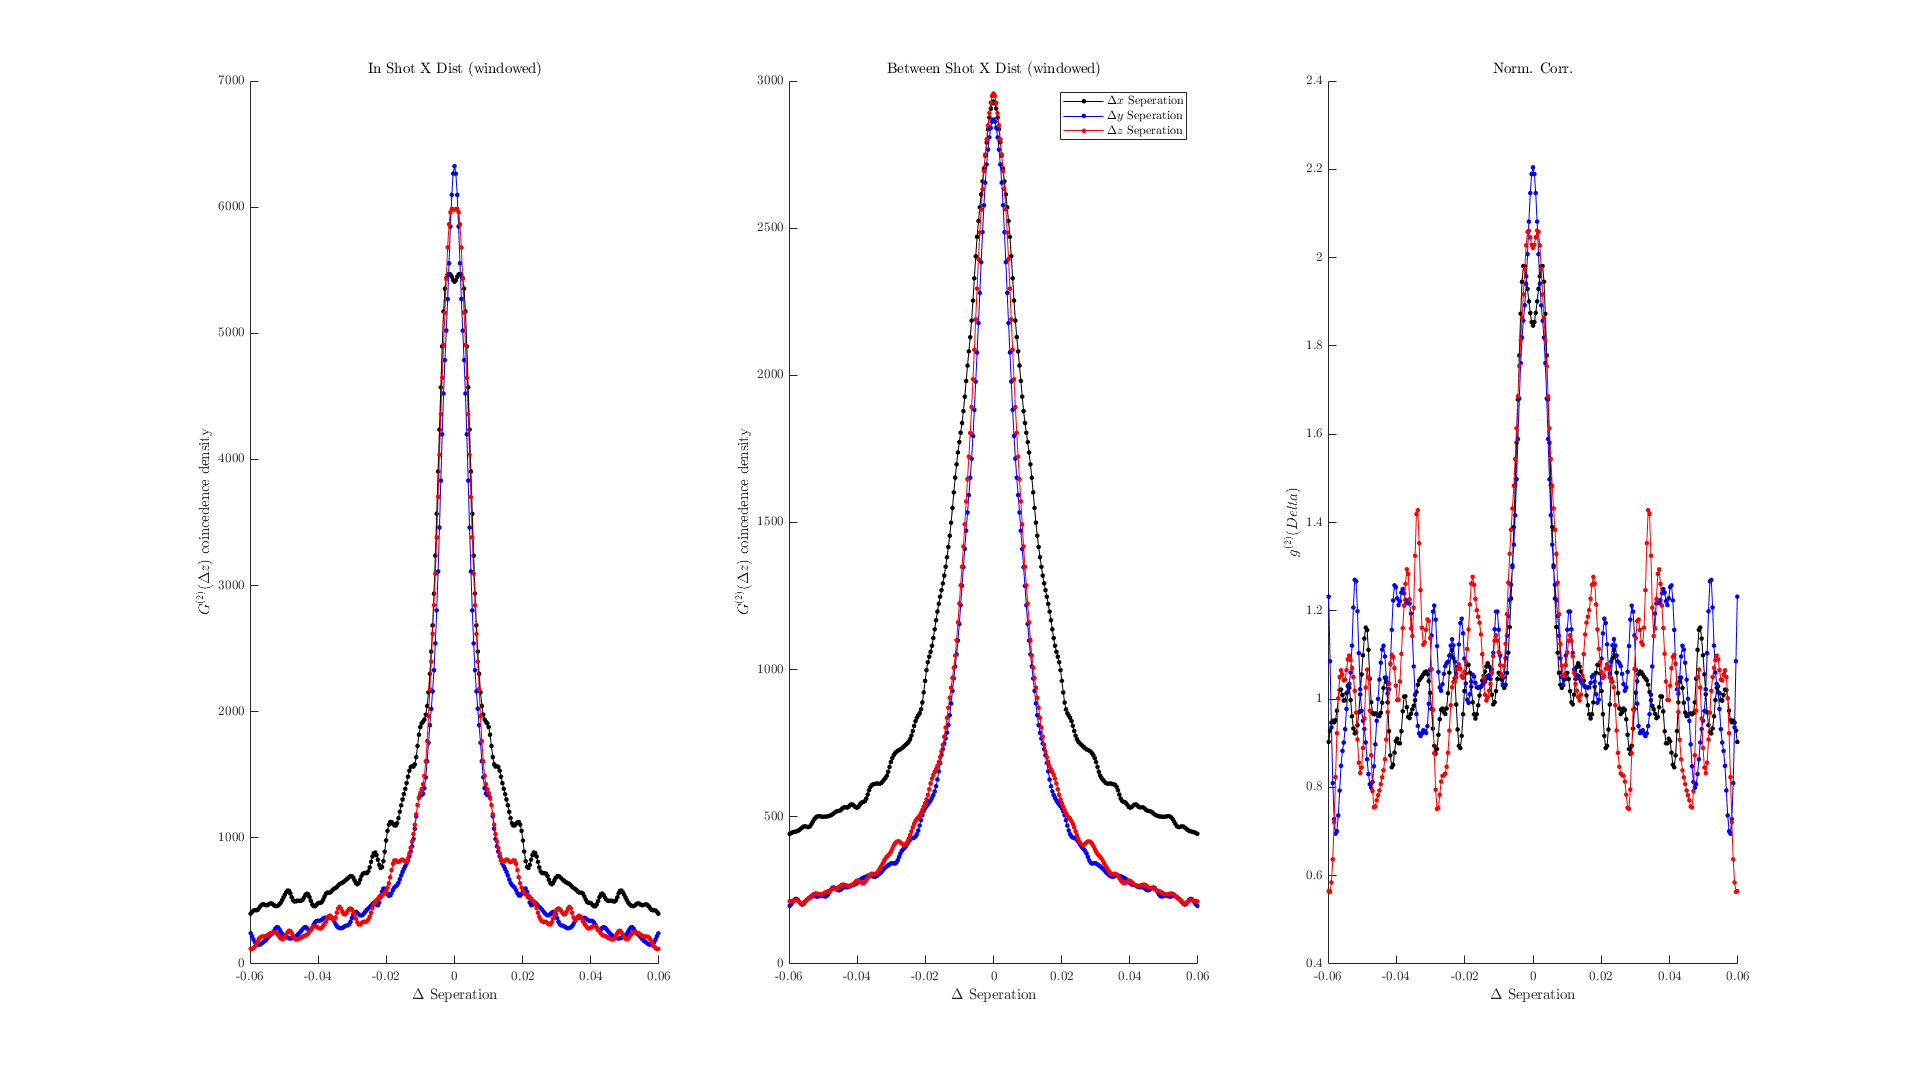 In Shot X Dist (windowed)
7000
6000
5000
4000
3000
2000
1000
0
-0.06 -0.04 -0.02 0 0.02 0.04 0.06
Δ Seperation
G⁽²⁾(Δz) coincedence density
Between Shot X Dist (windowed)
3000
2500
2000
1500
1000
500
0
-0.06 -0.04 -0.02 0 0.02 0.04 0.06
Δ Seperation
G⁽²⁾(Δz) coincedence density
Δx Seperation
Δy Seperation
Δz Seperation
Norm. Corr.
2.4
2.2
2
1.8
1.6
1.4
1.2
1
0.8
0.6
0.4
-0.06 -0.04 -0.02 0 0.02 0.04 0.06
Δ Seperation
g⁽²⁾(Delta)